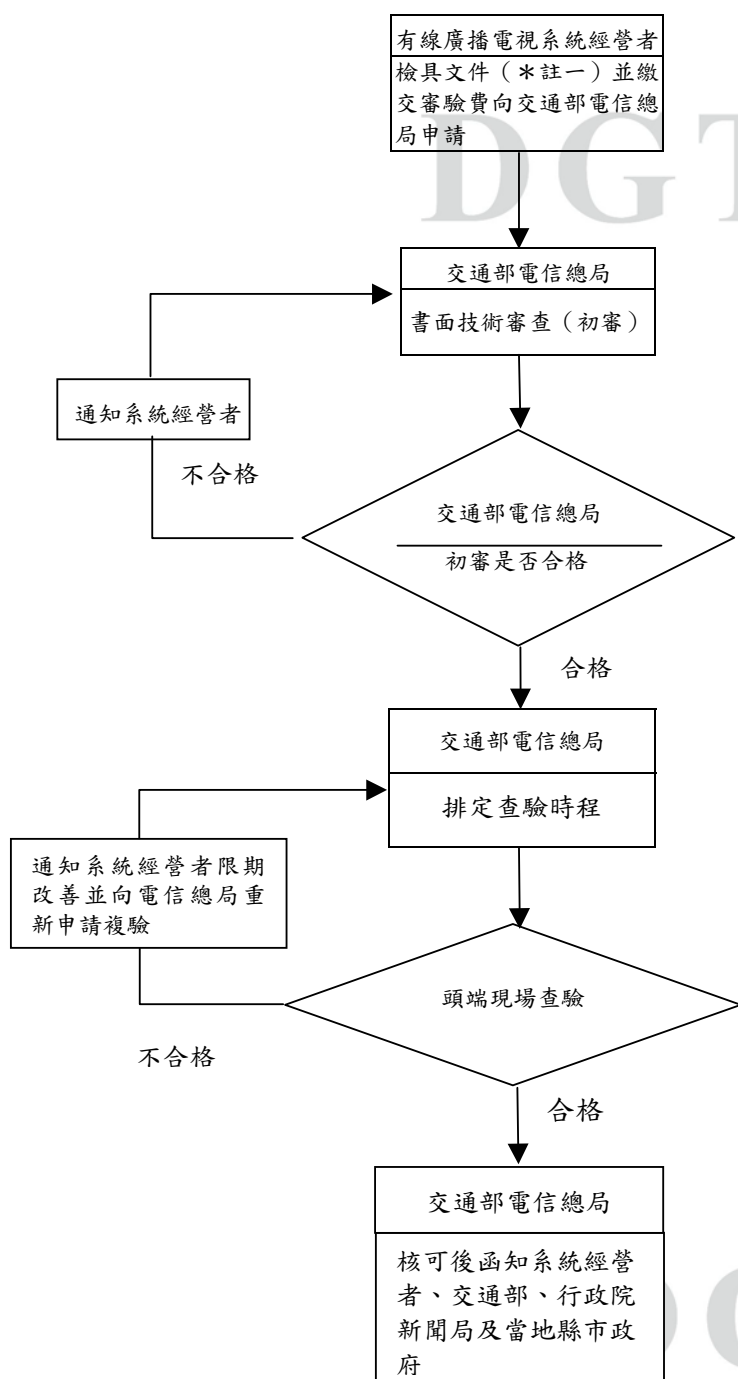 有線廣播電視系統經營者
檢具文件（＊註一）並繳
交審驗費向交通部電信總
局申請
DGT
交通部電信總局
書面技術審查（初審）
通知系統經營者
不合格
交通部電信總局
初審是否合格
合格
交通部電信總局
排定查驗時程
通知系統經營者限期
改善並向電信總局重
新申請複驗
頭端現場查驗
不合格
合格
交通部電信總局
核可後函知系統經營
者、交通部、行政院
新聞局及當地縣市政
府